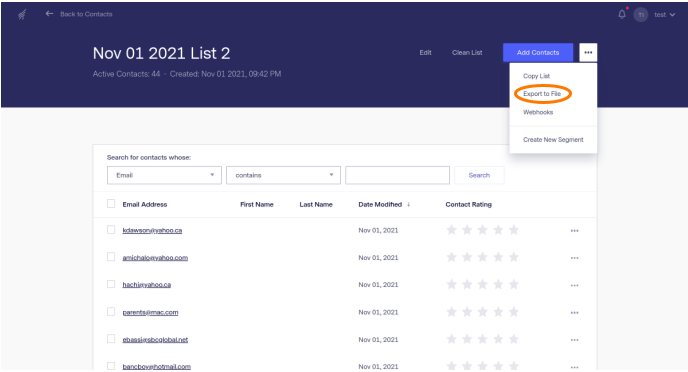 ← Back to Contacts
test
Nov 01 2021 List 2
Edit
Clean List
Add Contacts
Active Contacts: 44 - Created: Nov 01 2021, 09:42 PM
Copy List
Export to File
Webhooks
Create New Segment
Search for contacts whose:
Email
contains
Search
Email Address
First Name
Last Name
Date Modified ↓
Contact Rating
kdawson@yahoo.ca
Nov 01, 2021
amichalo@yahoo.com
Nov 01, 2021
hachi@yahoo.ca
Nov 01, 2021
parents@mac.com
Nov 01, 2021
ebassi@sbcglobal.net
Nov 01, 2021
bancboy@hotmail.com
Nov 01, 2021